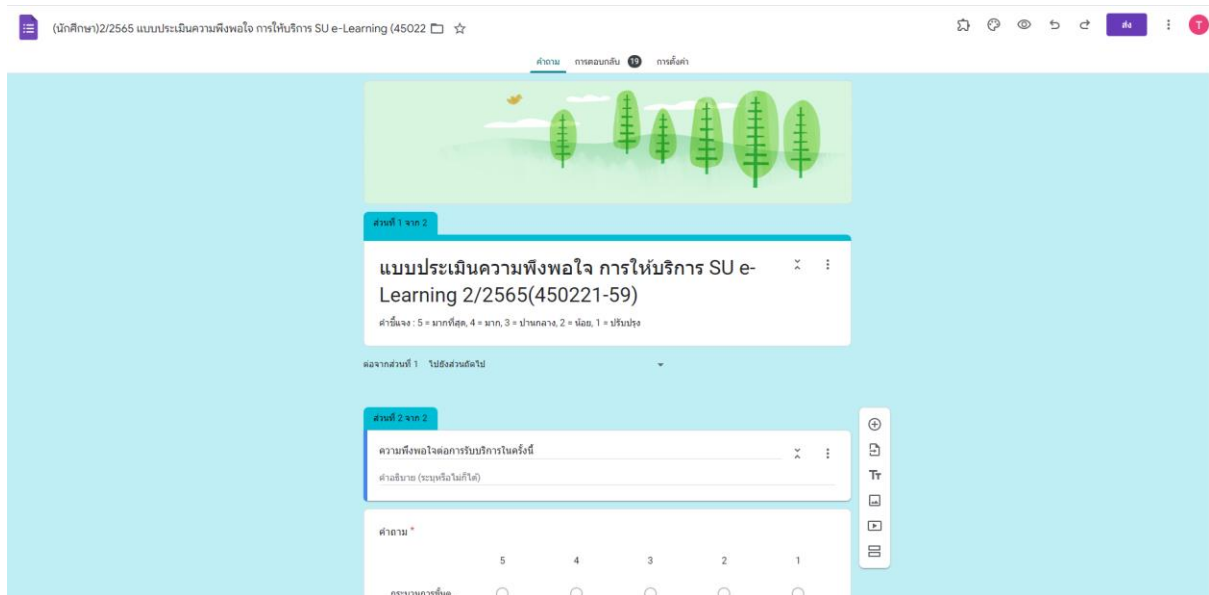 (นักศึกษา)2/2565 แบบประเมินความพึงพอใจ การให้บริการ SU e-Learning (45022
ส่ง
T
คำถาม การตอบกลับ 19 การตั้งค่า
ส่วนที่ 1 จาก 2
แบบประเมินความพึงพอใจ การให้บริการ SU e-
Learning 2/2565(450221-59)
คำชี้แจง : 5 = มากที่สุด, 4 = มาก, 3 = ปานกลาง, 2 = น้อย, 1 = ปรับปรุง
ต่อจากส่วนที่ 1 ไปยังส่วนถัดไป
ส่วนที่ 2 จาก 2
ความพึงพอใจต่อการรับบริการในครั้งนี้
คำอธิบาย (ระบุหรือไม่ก็ได้)
Tт
คำถาม *
5 4 3 2 1